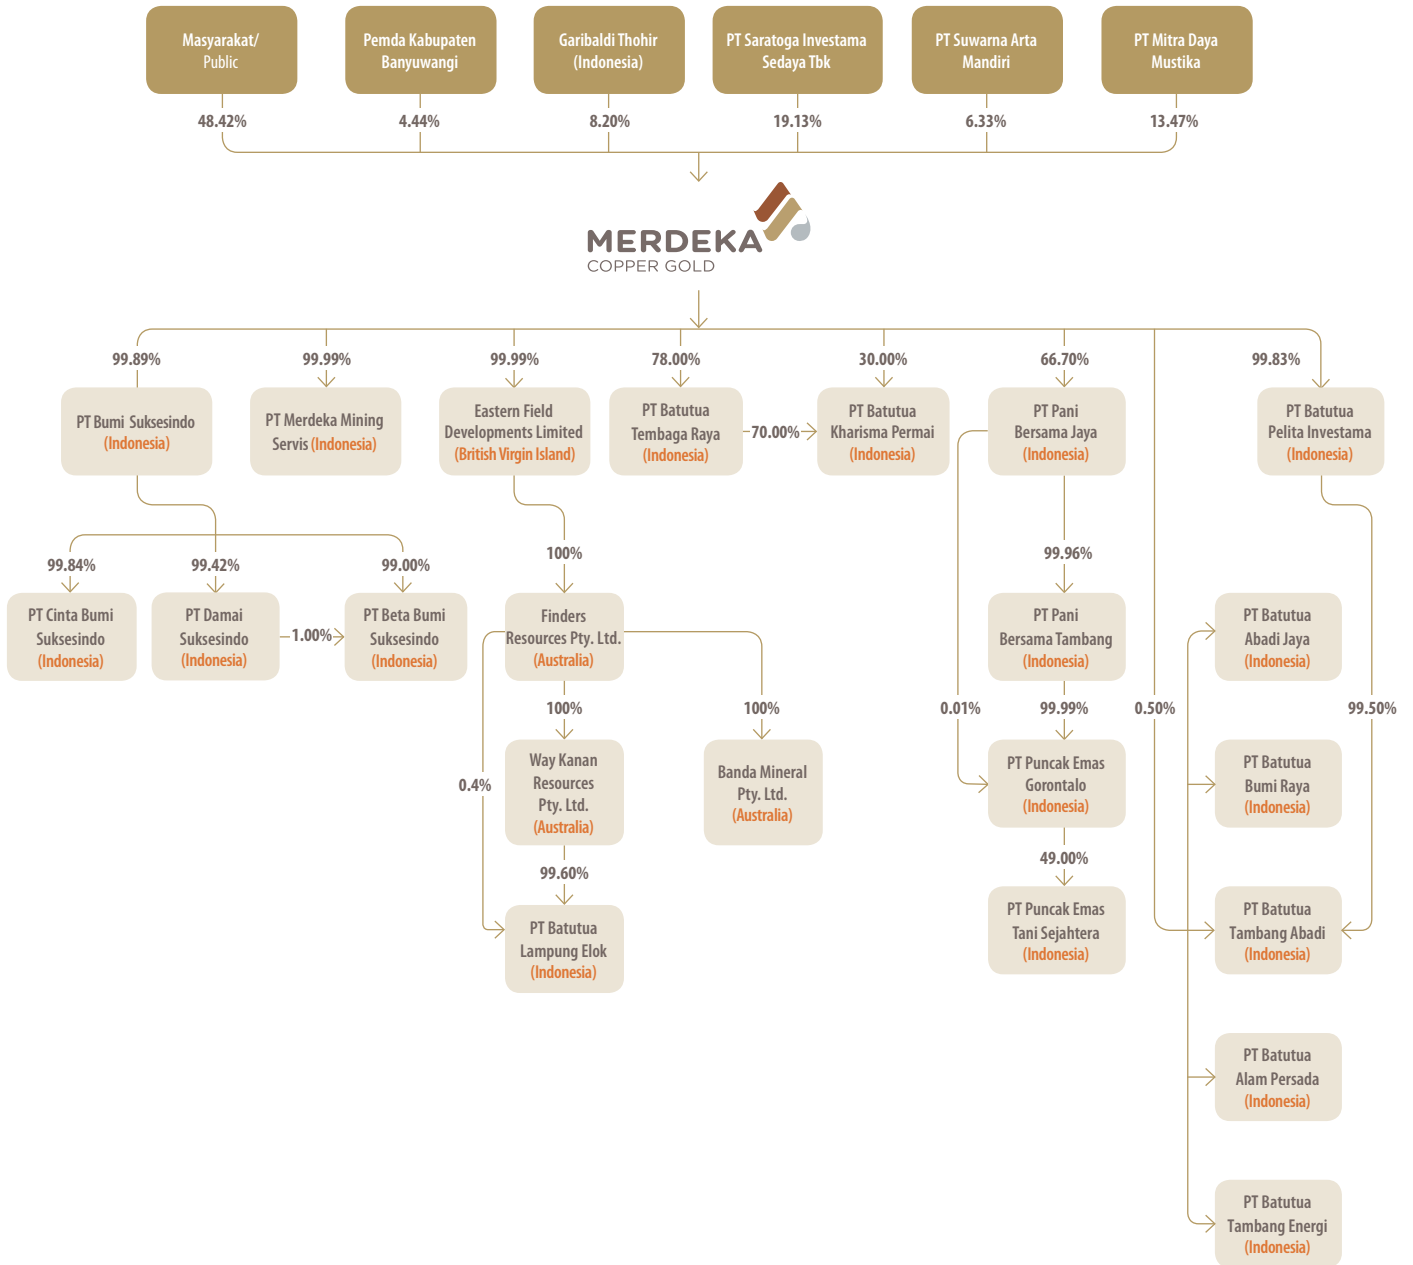 Masyarakat/
Public
Pemda Kabupaten
Banyuwangi
Garibaldi Thohir
(Indonesia)
PT Saratoga Investama
Sedaya Tbk
PT Suwarna Arta
Mandiri
PT Mitra Daya
Mustika
48.42%
4.44%
8.20%
19.13%
6.33%
13.47%
MERDEKA
COPPER GOLD
99.89%
99.99%
99.99%
78.00%
30.00%
66.70%
99.83%
PT Bumi Suksesindo
(Indonesia)
PT Merdeka Mining
Servis (Indonesia)
Eastern Field
Developments Limited
(British Virgin Island)
PT Batutua
Tembaga Raya
(Indonesia)
70.00%
PT Batutua
Kharisma Permai
(Indonesia)
PT Pani
Bersama Jaya
(Indonesia)
PT Batutua
Pelita Investama
(Indonesia)
99.84%
99.42%
99.00%
100%
99.96%
PT Cinta Bumi
Suksesindo
(Indonesia)
PT Damai
Suksesindo
(Indonesia)
1.00%
PT Beta Bumi
Suksesindo
(Indonesia)
Finders
Resources Pty. Ltd.
(Australia)
PT Pani
Bersama Tambang
(Indonesia)
PT Batutua
Abadi Jaya
(Indonesia)
100%
100%
0.01%
99.99%
0.50%
99.50%
0.4%
Way Kanan
Resources
Pty. Ltd.
(Australia)
Banda Mineral
Pty. Ltd.
(Australia)
PT Puncak Emas
Gorontalo
(Indonesia)
PT Batutua
Bumi Raya
(Indonesia)
99.60%
49.00%
PT Batutua
Lampung Elok
(Indonesia)
PT Puncak Emas
Tani Sejahtera
(Indonesia)
PT Batutua
Tambang Abadi
(Indonesia)
PT Batutua
Alam Persada
(Indonesia)
PT Batutua
Tambang Energi
(Indonesia)